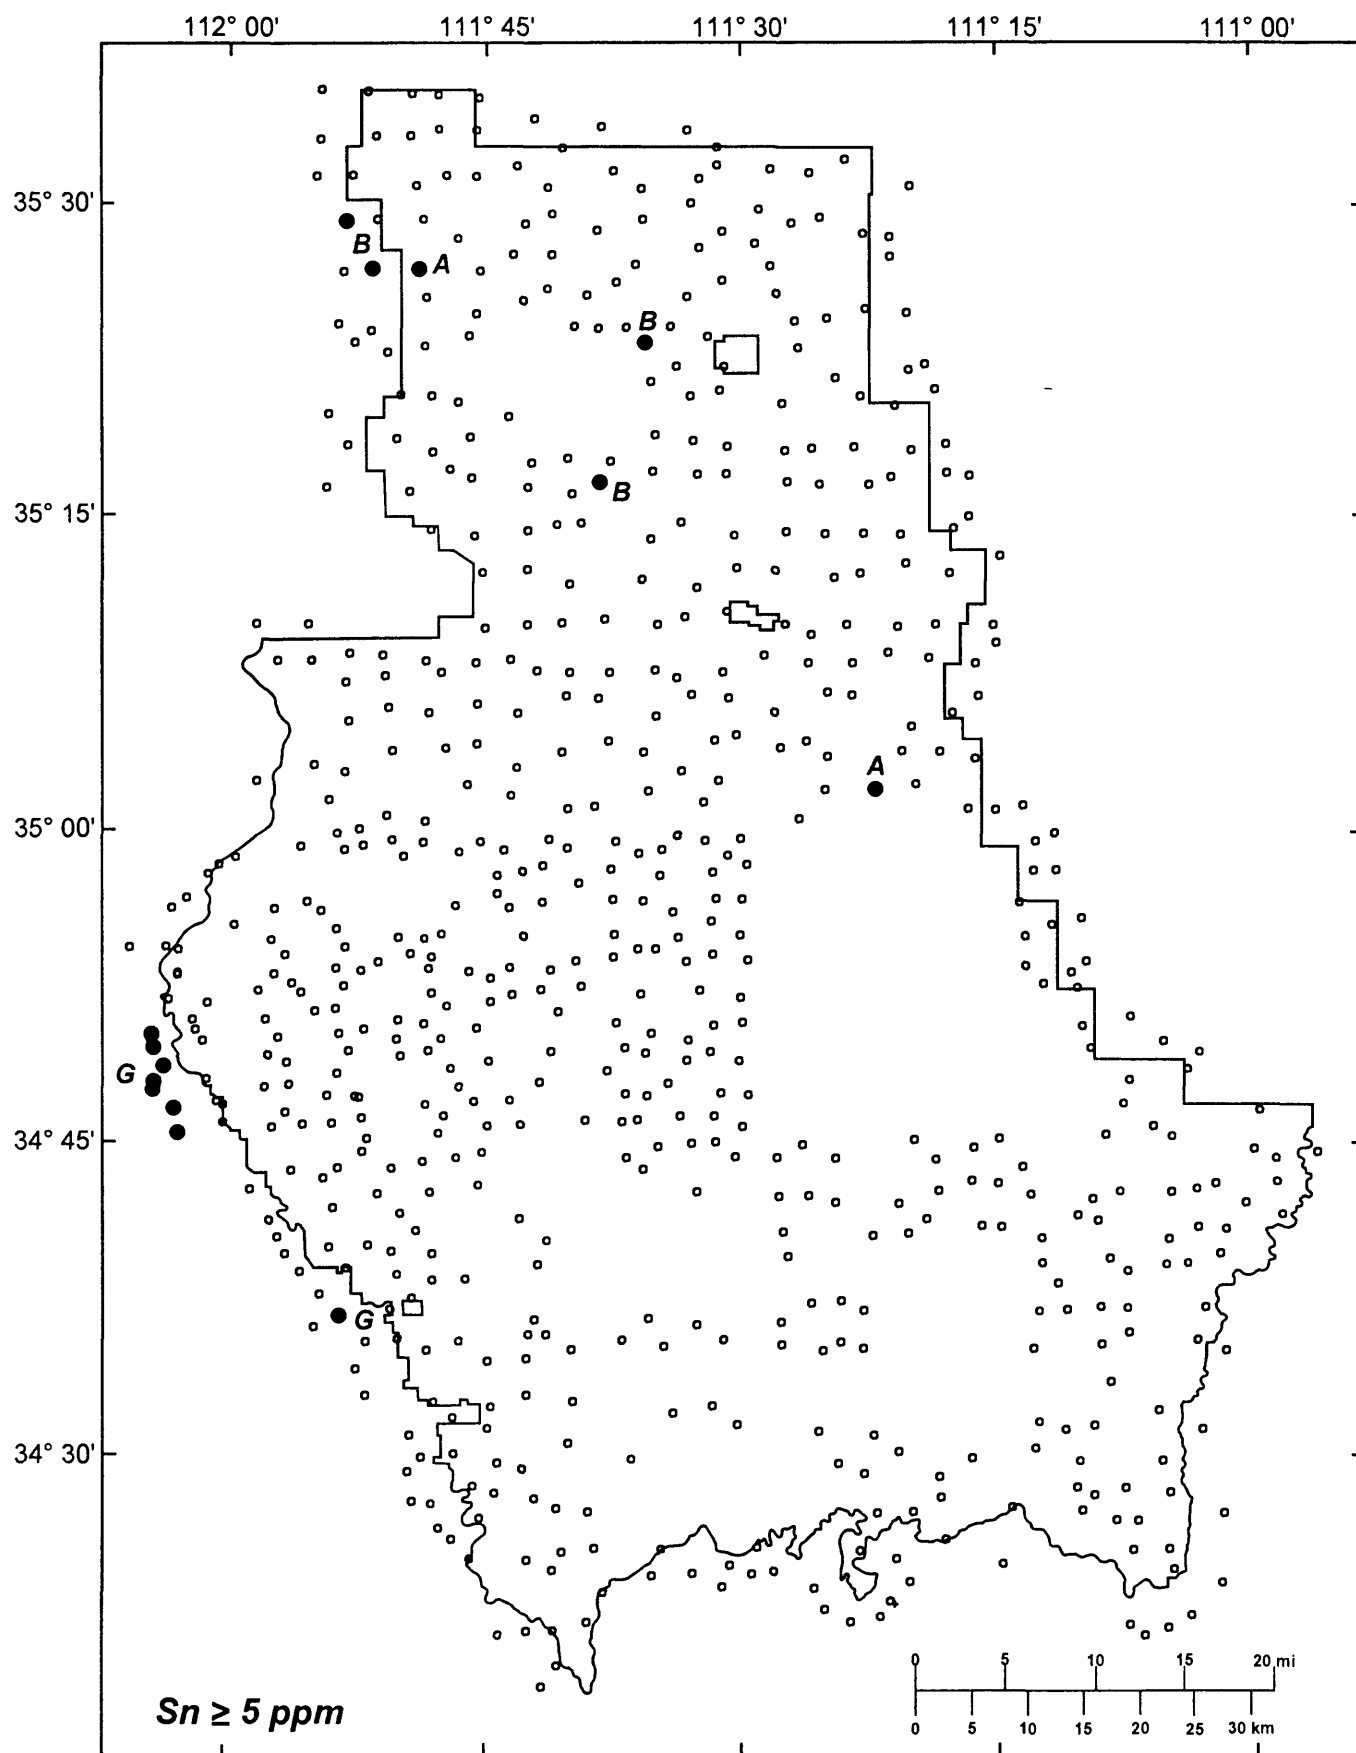 112° 00' 111° 45' 111° 30' 111° 15' 111° 00'
35° 30'
B
A
B
B
35° 15'
A
35° 00'
G
34° 45'
G
34° 30'
0 5 10 15 20 mi
0 5 10 15 20 25 30 km
Sn ≥ 5 ppm